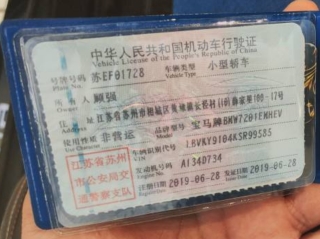 中华人民共和国机动车行驶证
Vehicle License of the People's Republic of China
号牌号码 苏EF01728 车辆类型 小型轿车
Plate No. Vehicle Type
所有人 顾强
Owner
住址 江苏省苏州市相城区
使用性质 非营运 品牌型号 宝马牌BMW7201EMHEV
Use Character Model
江苏省苏州
市公安局交
通警察支队
车辆识别代号 LBVKY9104KSR99585
VIN
发动机号码 A134D734
Engine No.
注册日期 2019-06-28 发证日期 2019-06-28
Register Date Issue Date